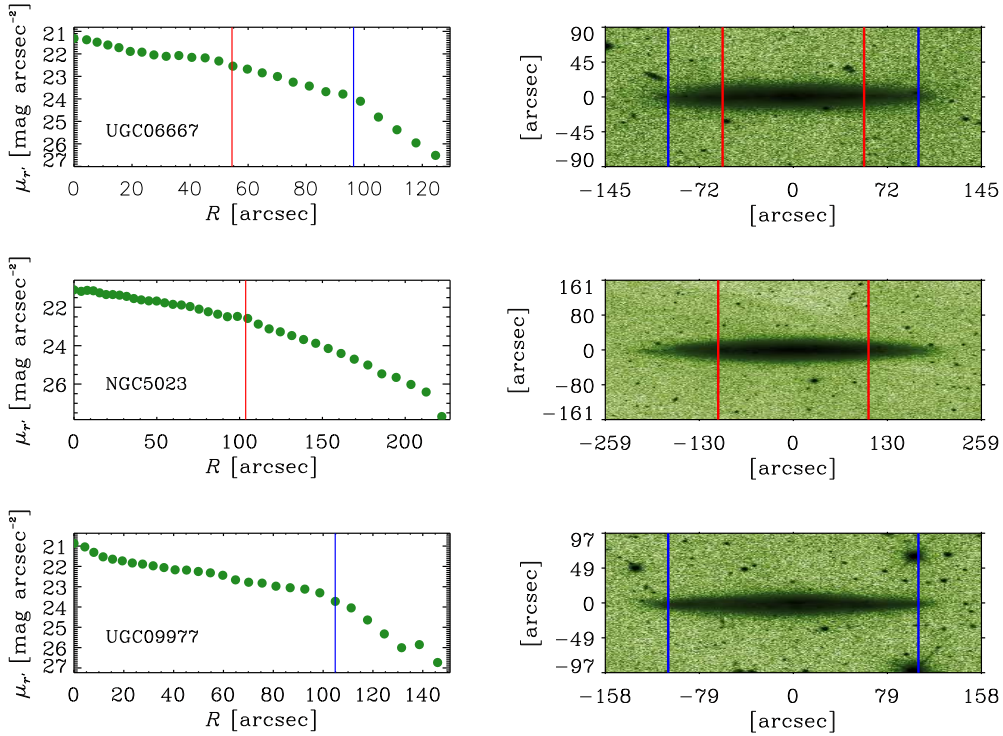 21
22
23
24
25
26
27
μr′ [mag arcsec⁻²]
UGC06667
0 20 40 60 80 100 120
R [arcsec]
90
45
0
−45
−90
[arcsec]
−145 −72 0 72 145
[arcsec]
22
24
26
μr′ [mag arcsec⁻²]
NGC5023
0 50 100 150 200
R [arcsec]
161
80
0
−80
−161
[arcsec]
−259 −130 0 130 259
[arcsec]
21
22
23
24
25
26
27
μr′ [mag arcsec⁻²]
UGC09977
0 20 40 60 80 100 120 140
R [arcsec]
97
49
0
−49
−97
[arcsec]
−158 −79 0 79 158
[arcsec]